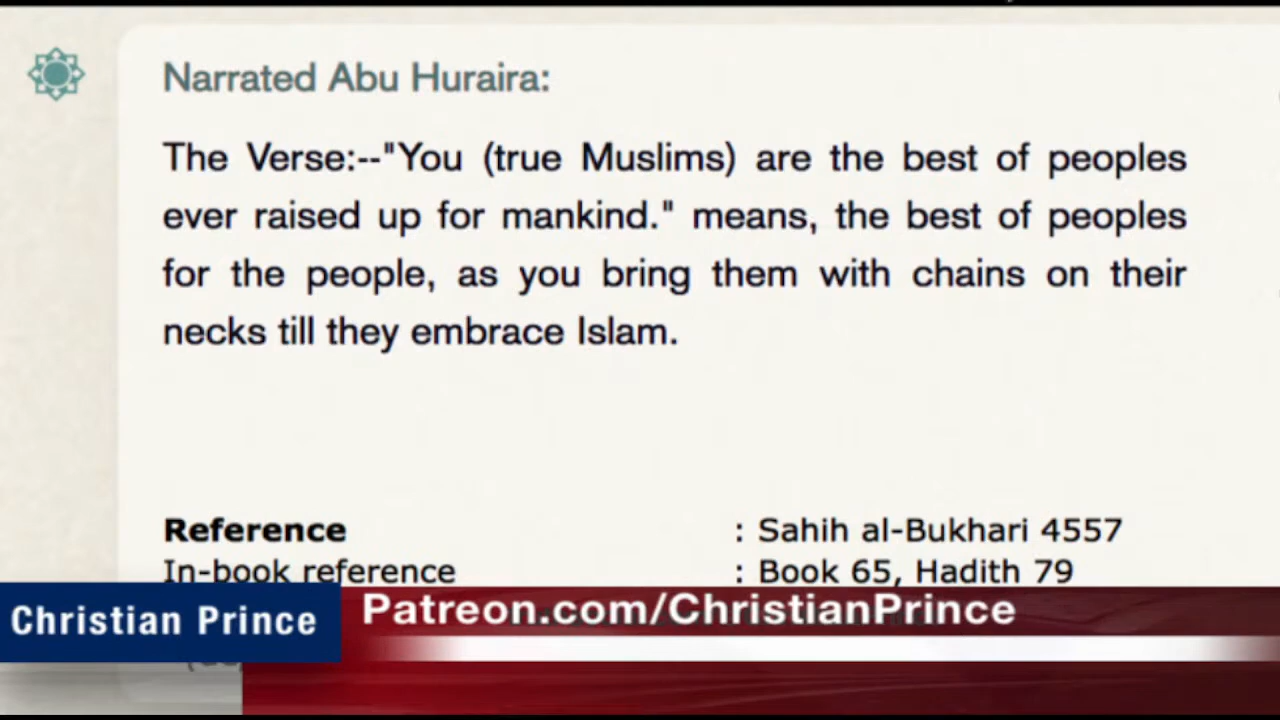 Narrated Abu Huraira:
The Verse:--"You (true Muslims) are the best of peoples
ever raised up for mankind." means, the best of peoples
for the people, as you bring them with chains on their
necks till they embrace Islam.
Reference : Sahih al-Bukhari 4557
In-book reference : Book 65, Hadith 79
Christian Prince
Patreon.com/ChristianPrince